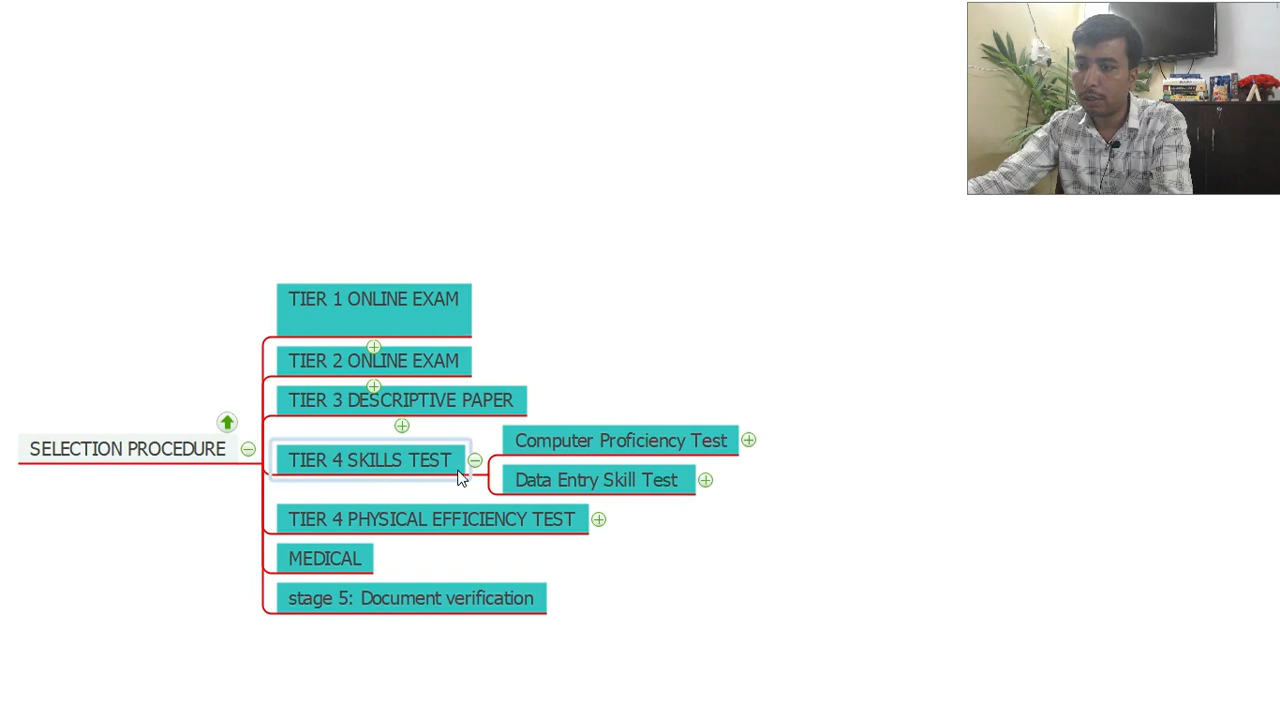 TIER 1 ONLINE EXAM
TIER 2 ONLINE EXAM
TIER 3 DESCRIPTIVE PAPER
SELECTION PROCEDURE
TIER 4 SKILLS TEST
Computer Proficiency Test
Data Entry Skill Test
TIER 4 PHYSICAL EFFICIENCY TEST
MEDICAL
stage 5: Document verification